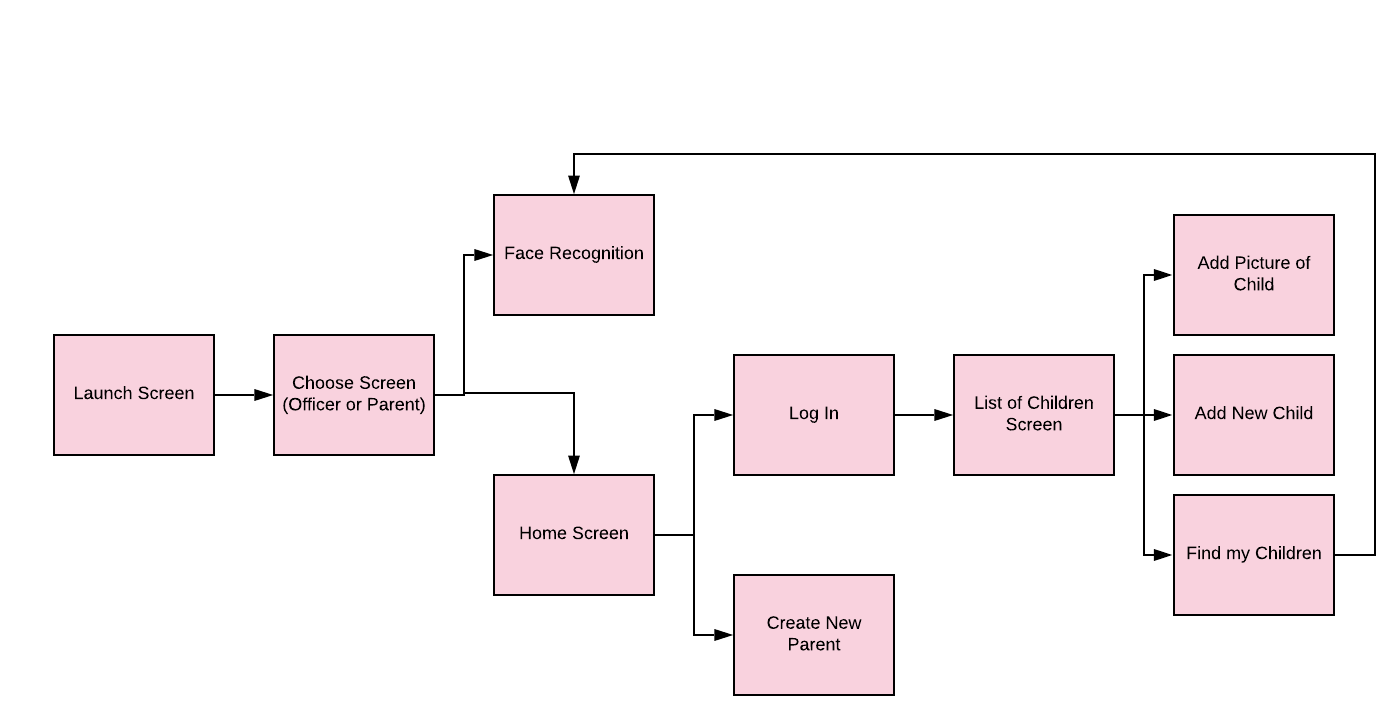 Launch Screen
Choose Screen
(Officer or Parent)
Face Recognition
Home Screen
Log In
Create New
Parent
List of Children
Screen
Add Picture of
Child
Add New Child
Find my Children